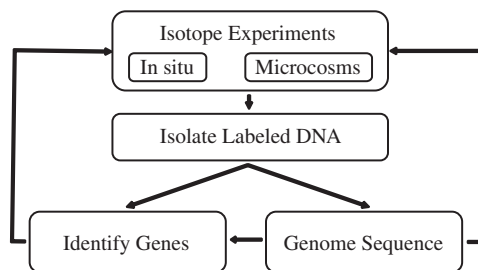 Isotope Experiments
In situ Microcosms
Isolate Labeled DNA
Identify Genes Genome Sequence